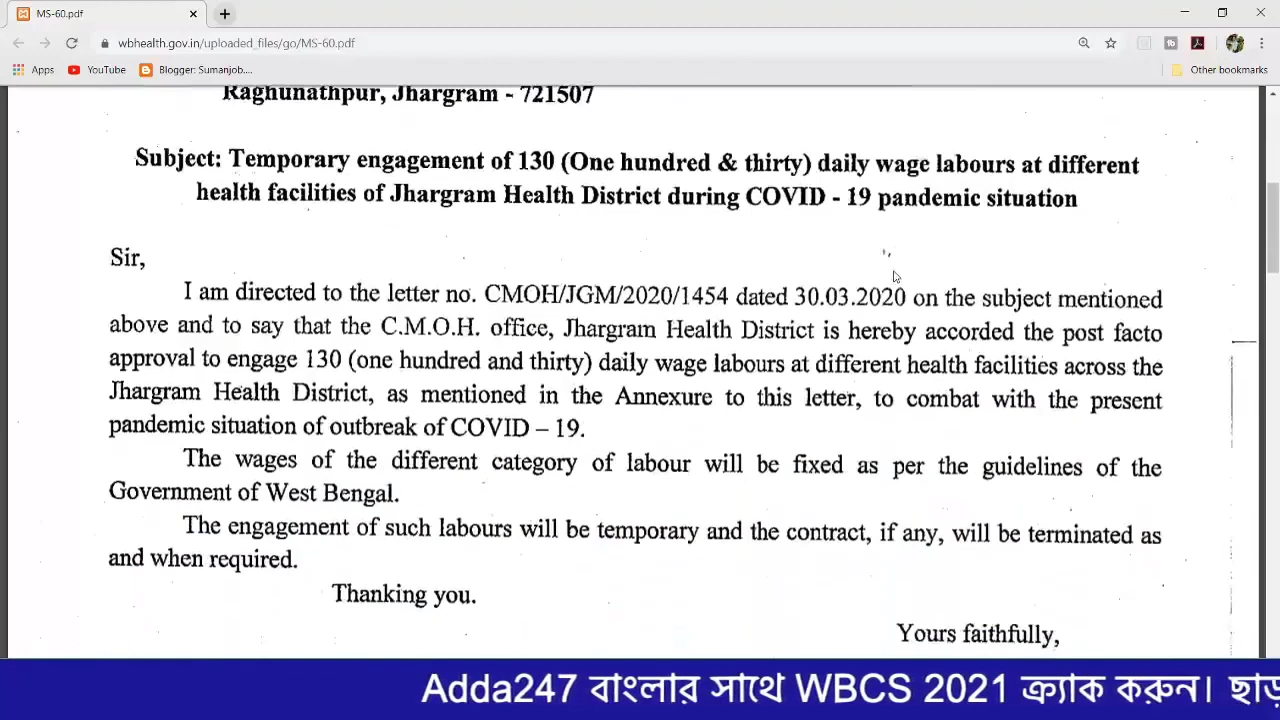 MS-60.pdf
wbhealth.gov.in/uploaded_files/go/MS-60.pdf
Apps YouTube Blogger: Sumanjob.... Other bookmarks
Raghunathpur, Jhargram - 721507
Subject: Temporary engagement of 130 (One hundred & thirty) daily wage labours at different
health facilities of Jhargram Health District during COVID - 19 pandemic situation
Sir,
I am directed to the letter no. CMOH/JGM/2020/1454 dated 30.03.2020 on the subject mentioned
above and to say that the C.M.O.H. office, Jhargram Health District is hereby accorded the post facto
approval to engage 130 (one hundred and thirty) daily wage labours at different health facilities across the
Jhargram Health District, as mentioned in the Annexure to this letter, to combat with the present
pandemic situation of outbreak of COVID – 19.
The wages of the different category of labour will be fixed as per the guidelines of the
Government of West Bengal.
The engagement of such labours will be temporary and the contract, if any, will be terminated as
and when required.
Thanking you.
Yours faithfully,
Adda247 বাংলার সাথে WBCS 2021 ক্র্যাক করুন।